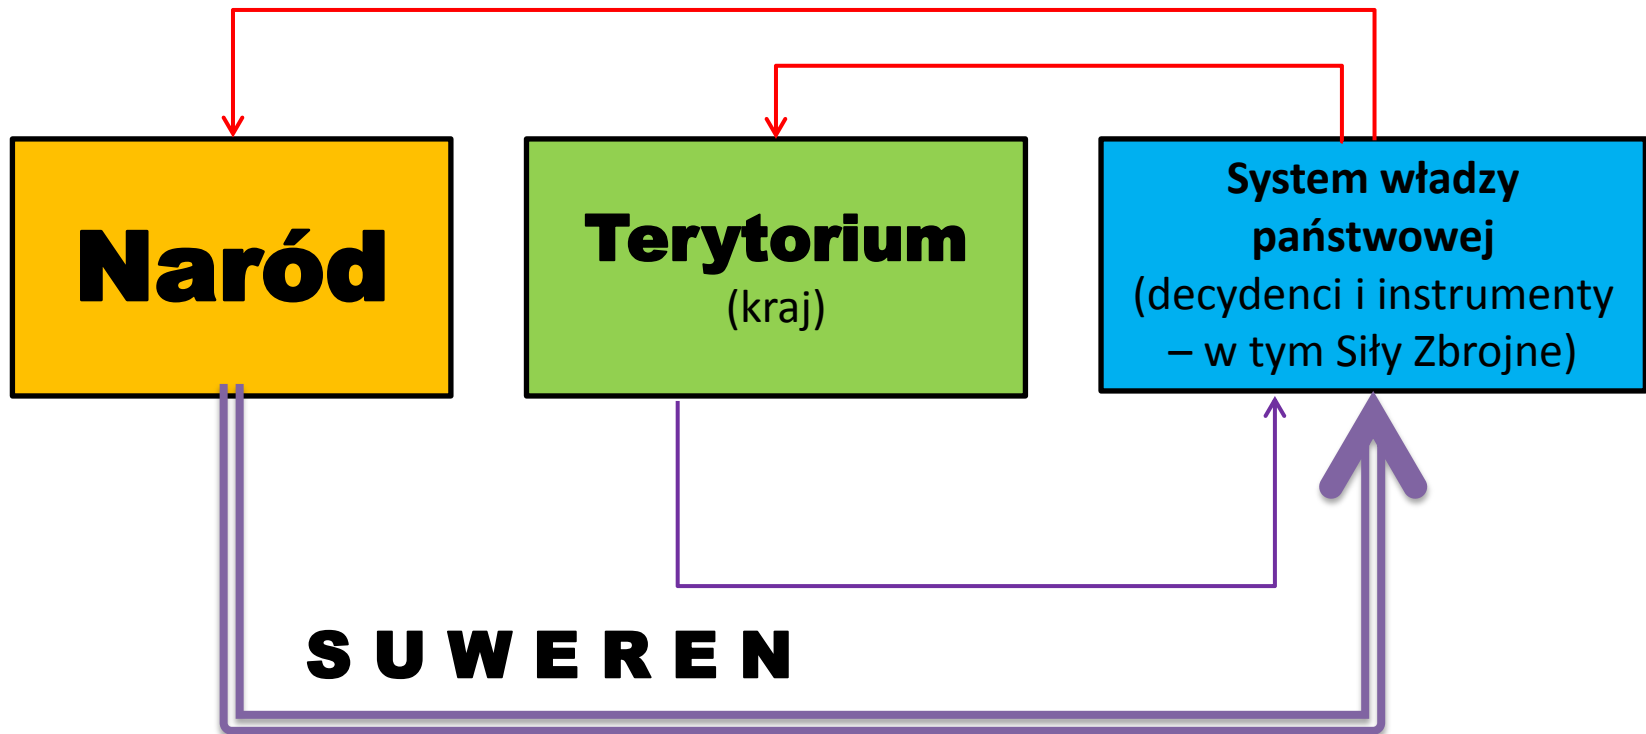 Naród
Terytorium
(kraj)
System władzy
państwowej
(decydenci i instrumenty
– w tym Siły Zbrojne)
S U W E R E N